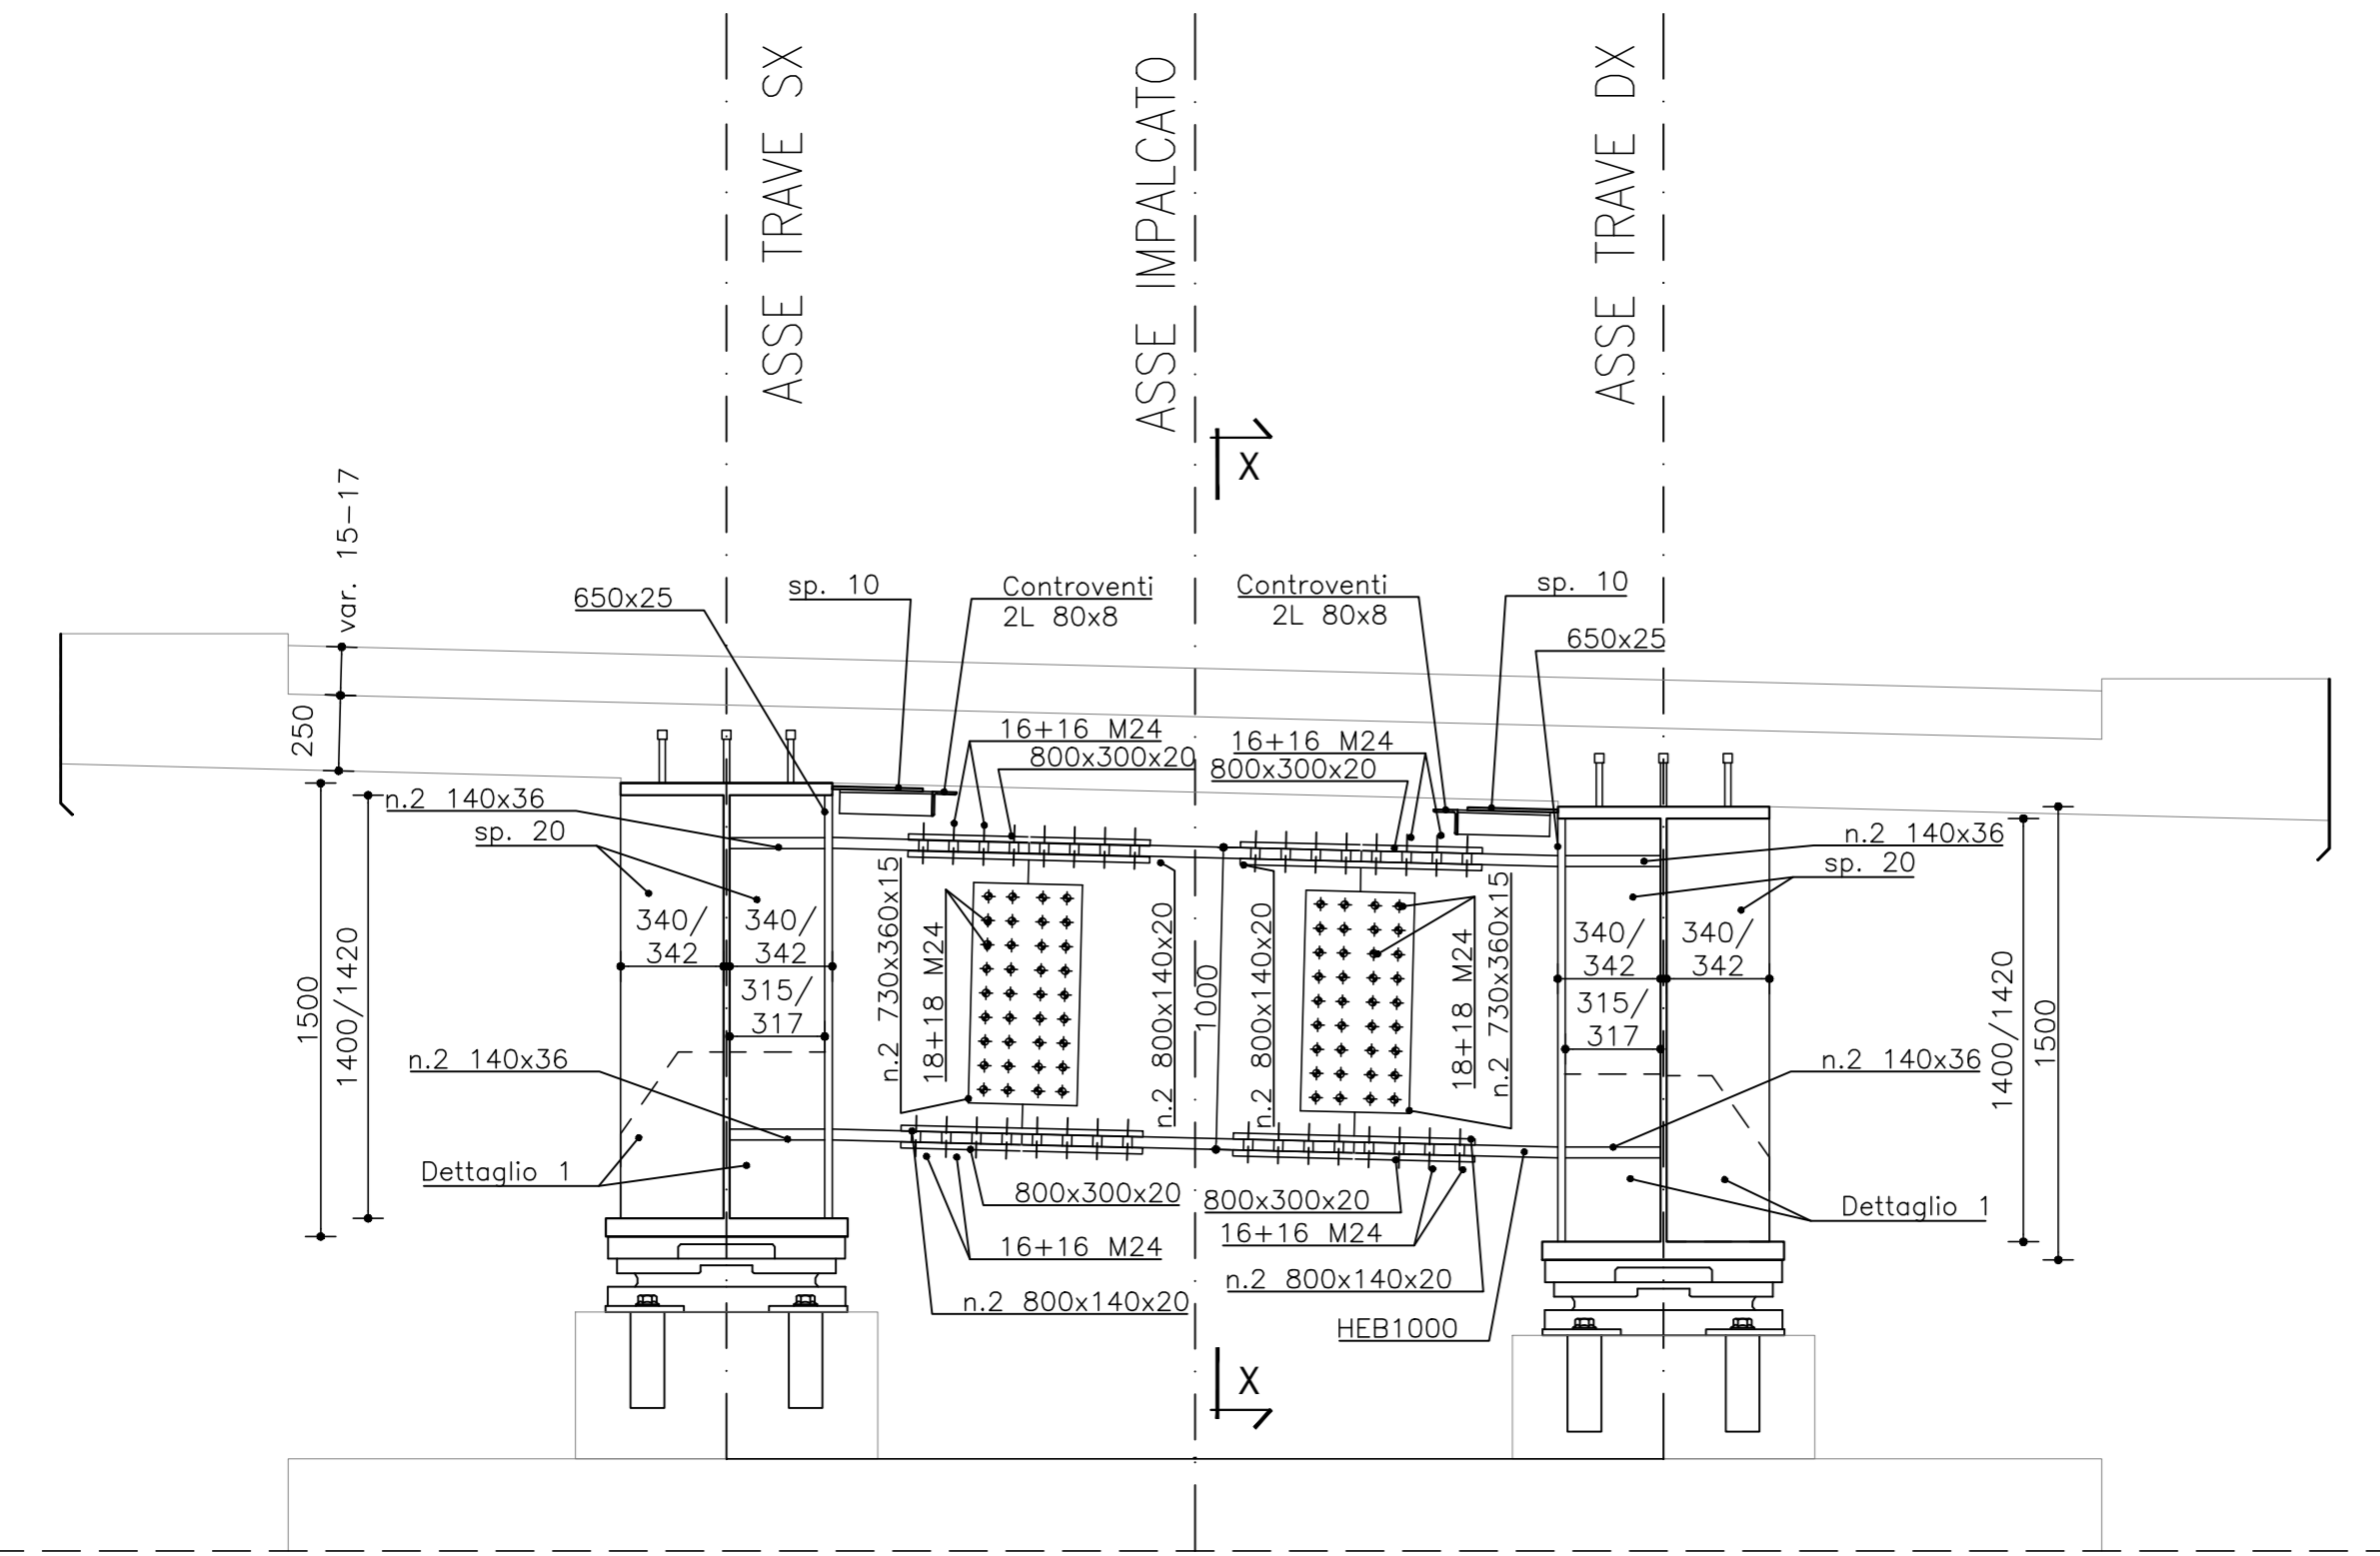 ASSE TRAVE SX
ASSE IMPALCATO
ASSE TRAVE DX
X
var. 15-17
250
650x25
sp. 10
Controventi
2L 80x8
Controventi
2L 80x8
sp. 10
650x25
16+16 M24
800x300x20
16+16 M24
800x300x20
n.2 140x36
sp. 20
n.2 140x36
sp. 20
340/
342
340/
342
315/
317
1500
1400/1420
n.2 730x360x15
18+18 M24
n.2 800x140x20
1000
n.2 800x140x20
18+18 M24
n.2 730x360x15
340/
342
340/
342
315/
317
1400/1420
1500
n.2 140x36
n.2 140x36
Dettaglio 1
Dettaglio 1
800x300x20
16+16 M24
n.2 800x140x20
800x300x20
16+16 M24
n.2 800x140x20
HEB1000
X